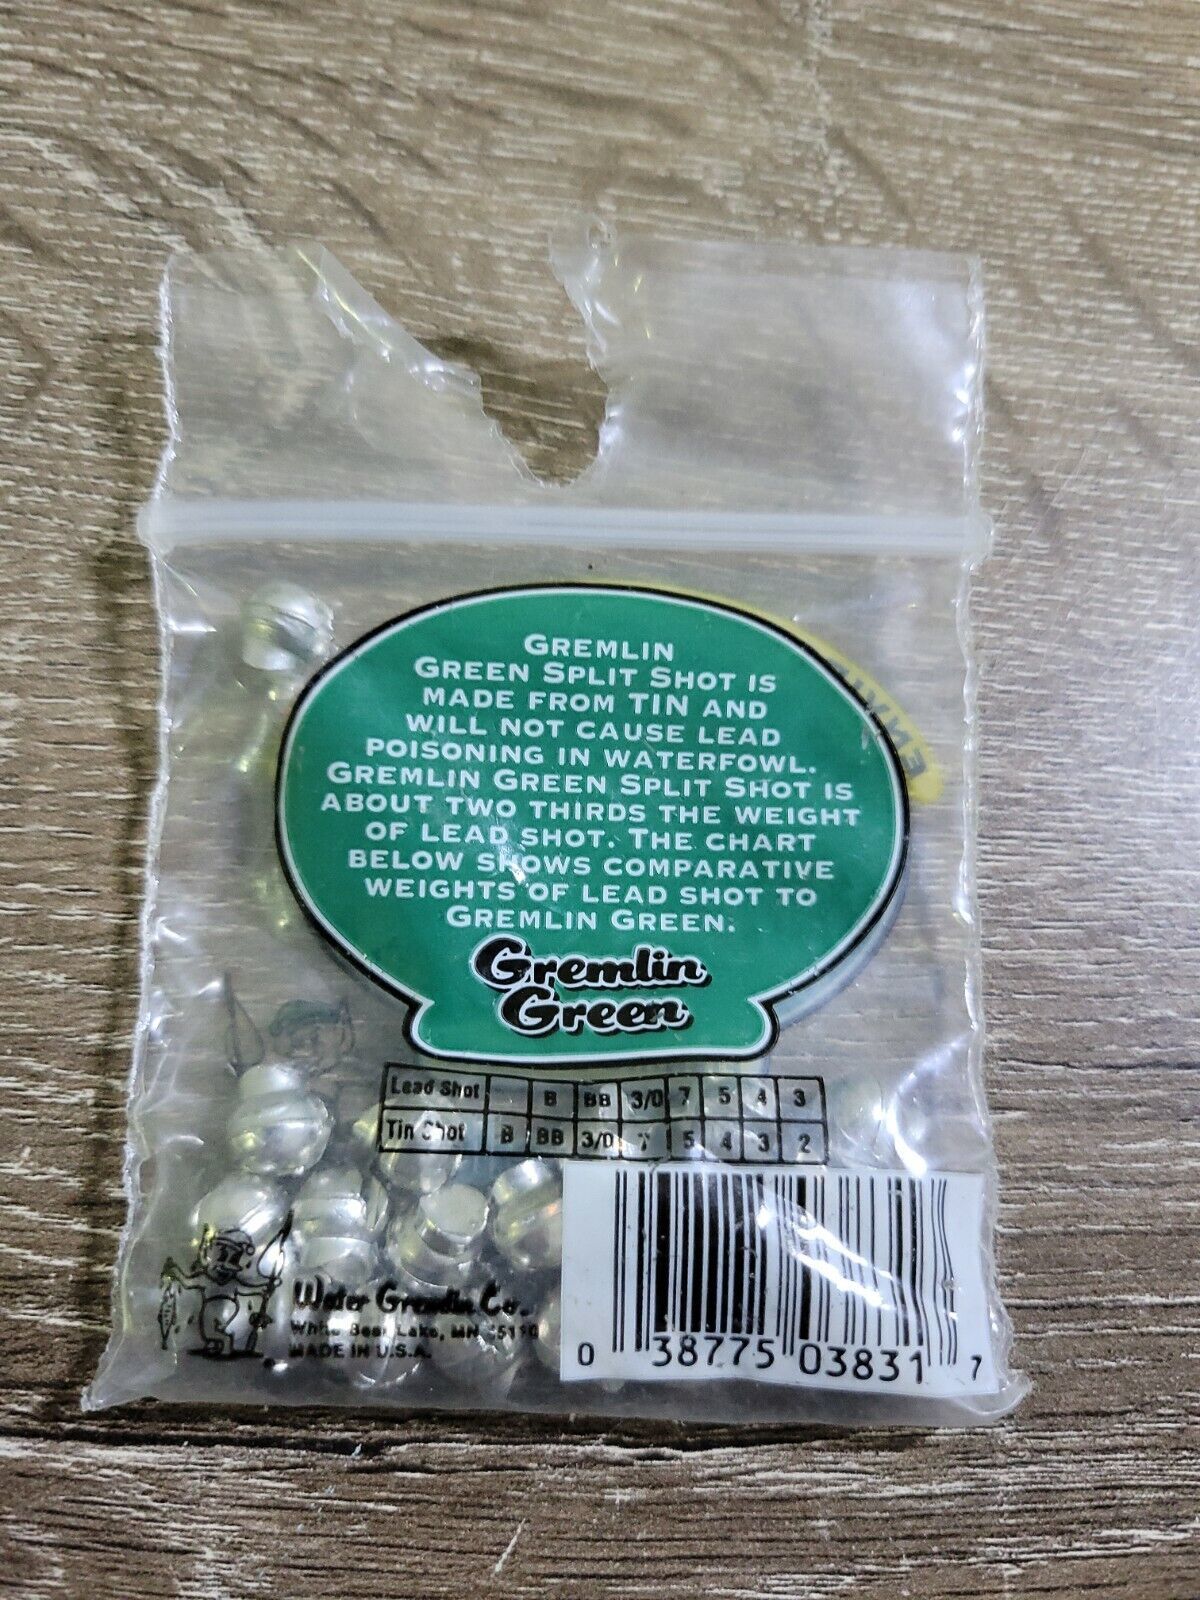 GREMLIN
GREEN SPLIT SHOT IS
MADE FROM TIN AND
WILL NOT CAUSE LEAD
POISONING IN WATERFOWL.
GREMLIN GREEN SPLIT SHOT IS
ABOUT TWO THIRDS THE WEIGHT
OF LEAD SHOT. THE CHART
BELOW SHOWS COMPARATIVE
WEIGHTS OF LEAD SHOT TO
GREMLIN GREEN.
Gremlin
Green
Lead Shot B BB 3/0 7 5 4 3
Tin Shot B BB 3/0 7 5 4 3 2
Water Gremlin Co.
White Bear Lake, MN 55110
MADE IN U.S.A.
0 38775 03831 7